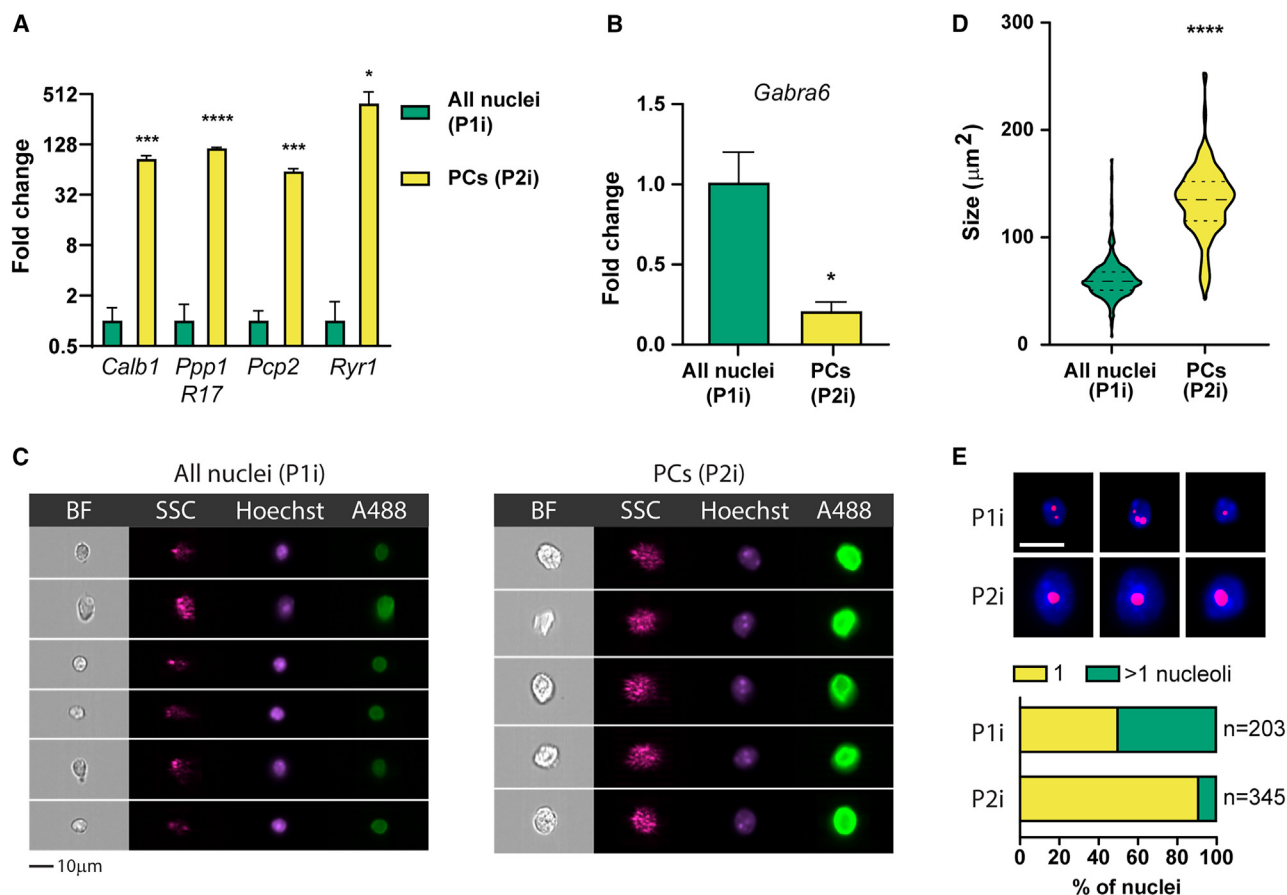 A
Fold change
512
128
32
8
2
0.5
***
****
***
*
Calb1
Ppp1
R17
Pcp2
Ryr1
All nuclei
(P1i)
PCs (P2i)
B
Gabra6
Fold change
1.5
1.0
0.5
0.0
*
All nuclei
(P1i)
PCs
(P2i)
D
Size (μm²)
300
200
100
0
****
All nuclei
(P1i)
PCs
(P2i)
C
All nuclei (P1i)
BF SSC Hoechst A488
10μm
PCs (P2i)
BF SSC Hoechst A488
E
P1i
P2i
1 >1 nucleoli
P1i n=203
P2i n=345
0 20 40 60 80 100
% of nuclei